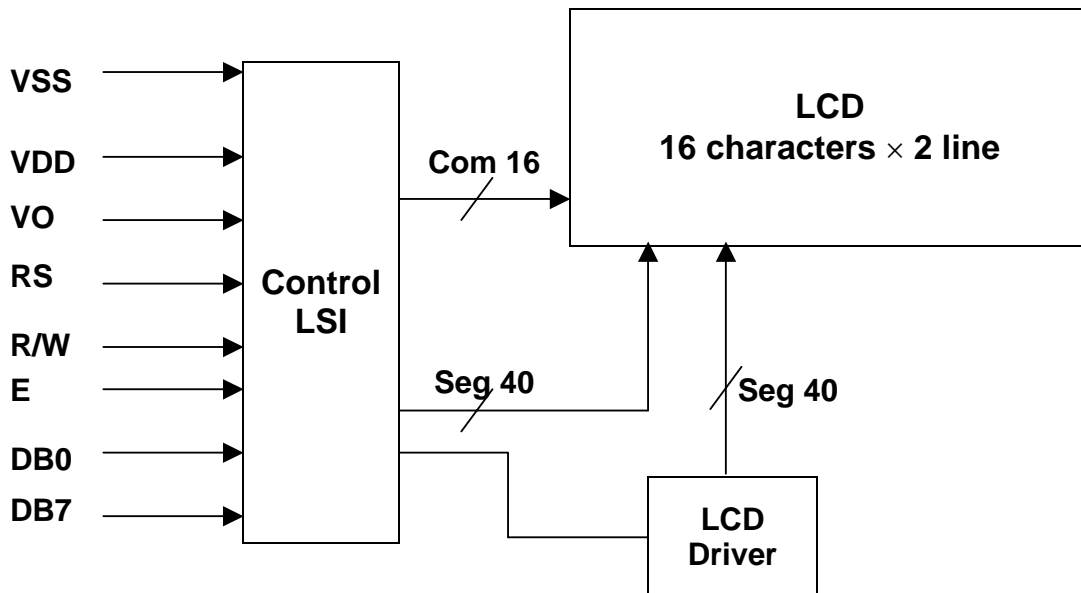 VSS
VDD
VO
RS
R/W
E
DB0
DB7
Control
LSI
Com 16
Seg 40
LCD
16 characters × 2 line
Seg 40
LCD
Driver